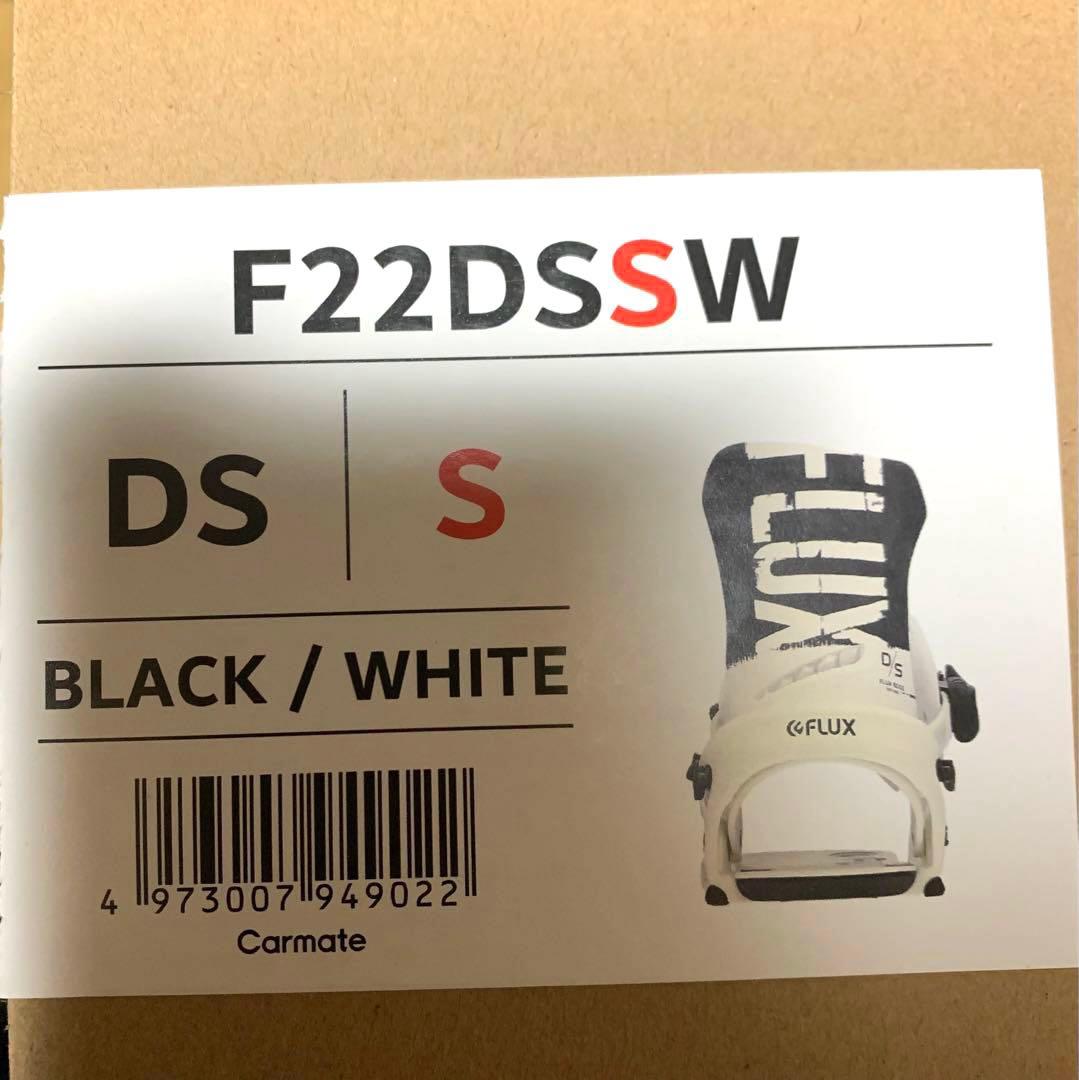 F22DSSW
DS
S
BLACK / WHITE
4 973007 949022
Carmate
FLUX
D/S
FLUX